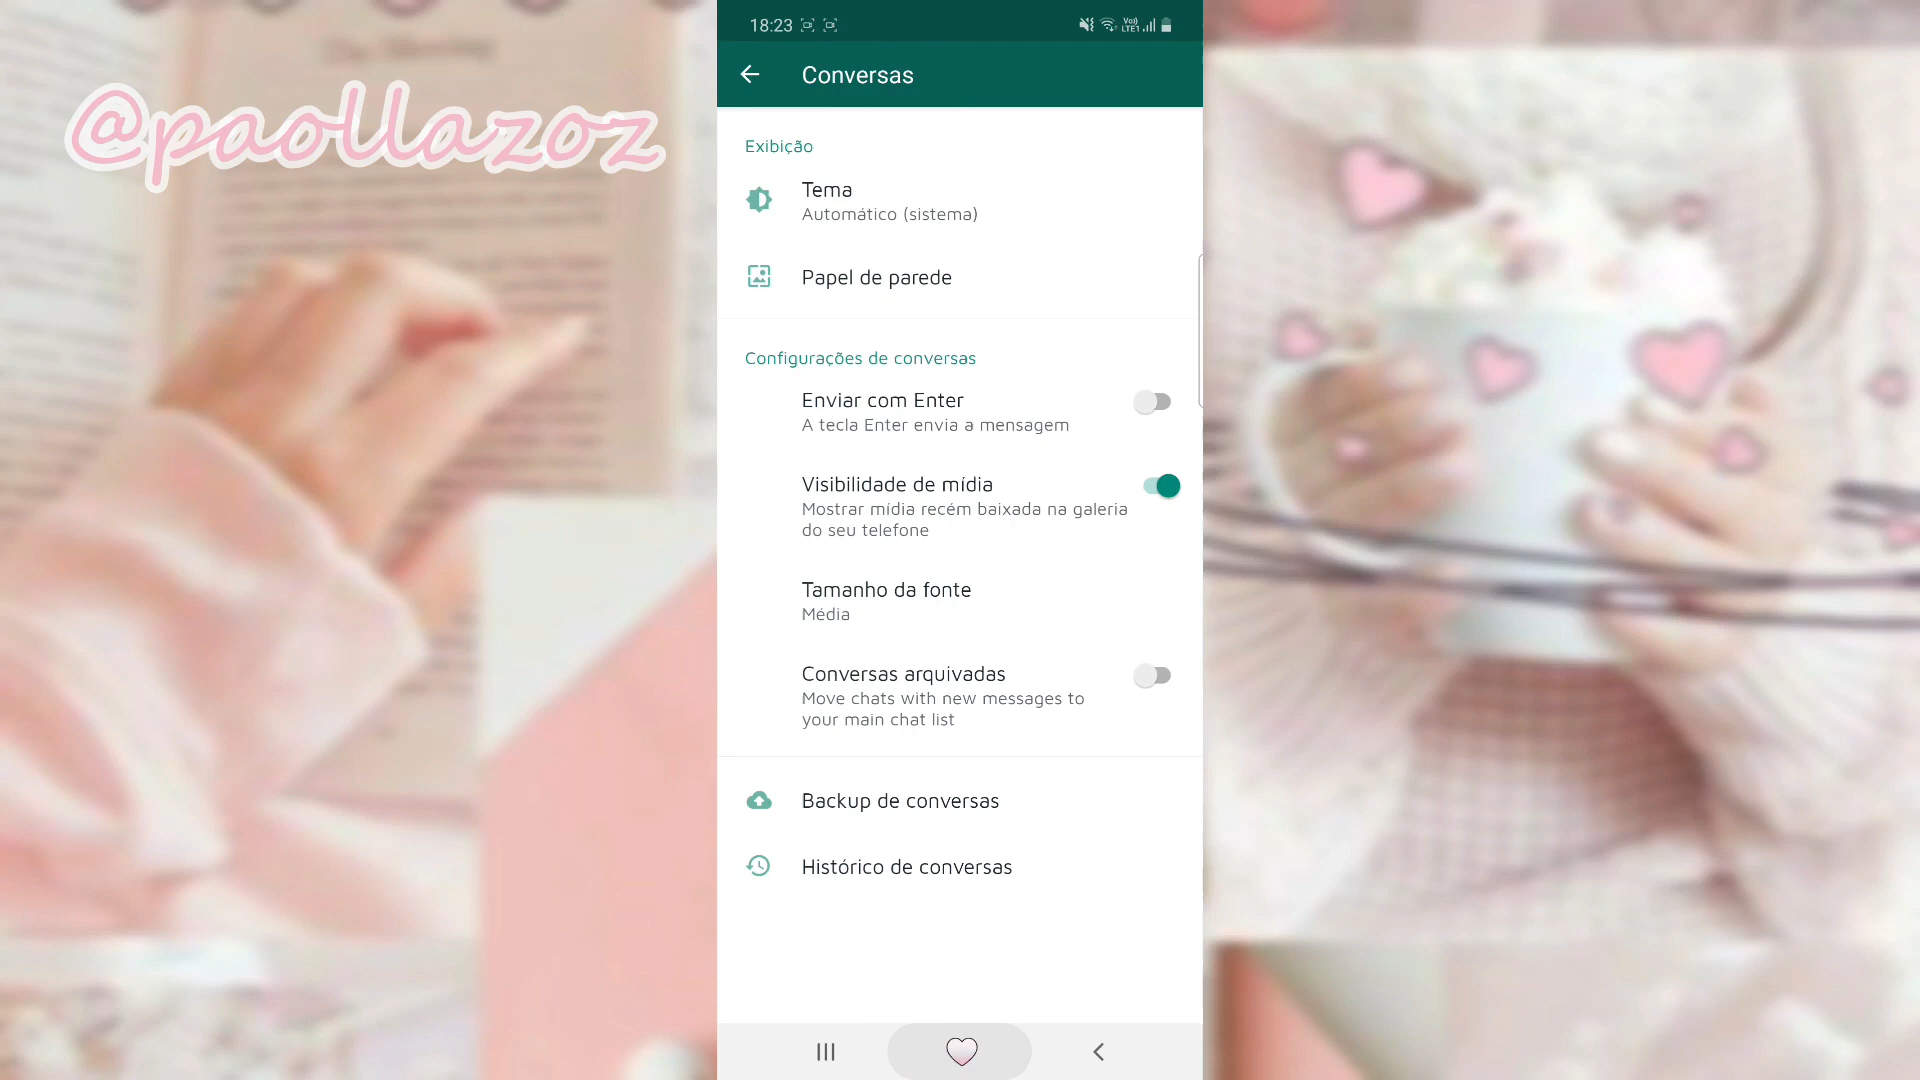 @paollazoz
18:23
Conversas
Exibição
Tema
Automático (sistema)
Papel de parede
Configurações de conversas
Enviar com Enter
A tecla Enter envia a mensagem
Visibilidade de mídia
Mostrar mídia recém baixada na galeria
do seu telefone
Tamanho da fonte
Média
Conversas arquivadas
Move chats with new messages to
your main chat list
Backup de conversas
Histórico de conversas